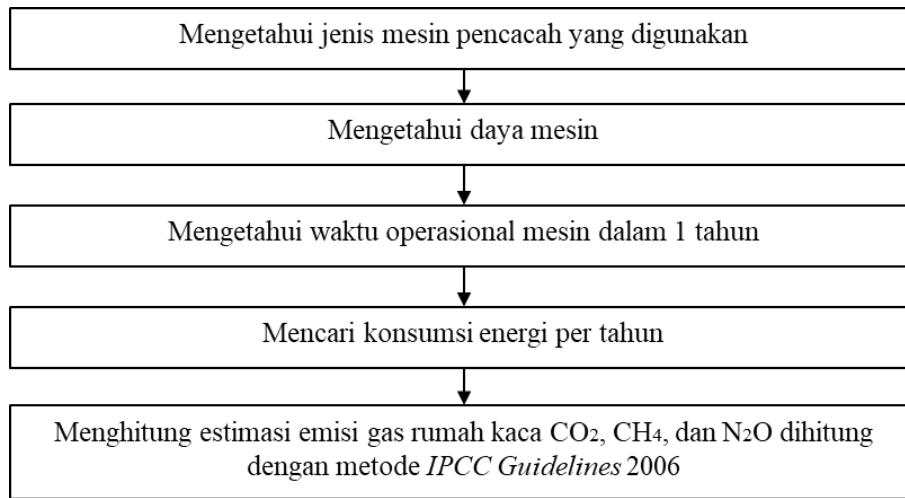 Mengetahui jenis mesin pencacah yang digunakan
Mengetahui daya mesin
Mengetahui waktu operasional mesin dalam 1 tahun
Mencari konsumsi energi per tahun
Menghitung estimasi emisi gas rumah kaca CO₂, CH₄, dan N₂O dihitung
dengan metode IPCC Guidelines 2006